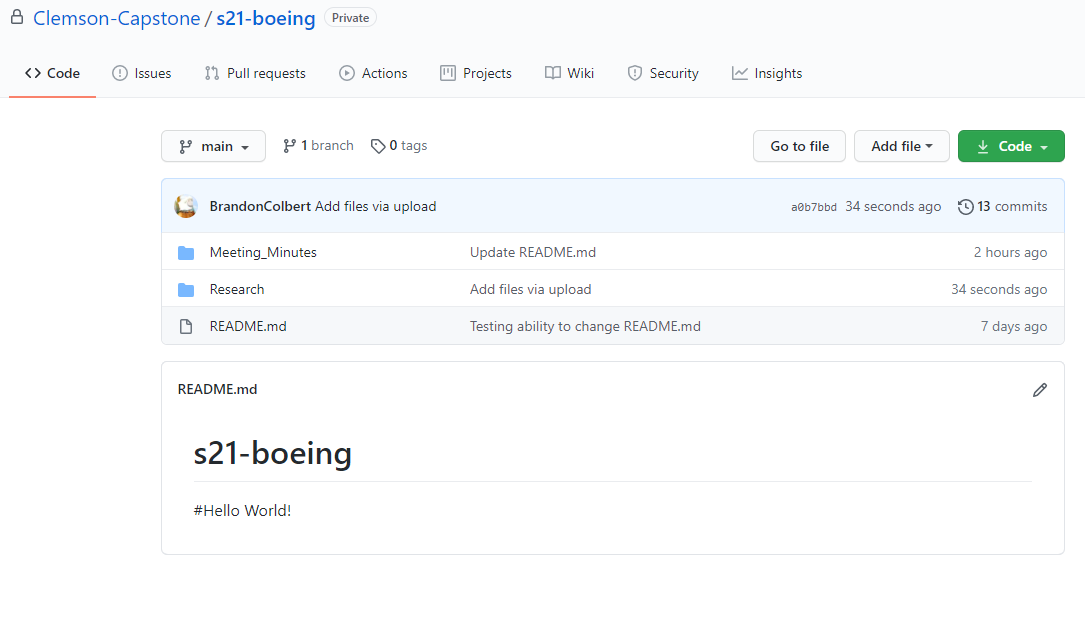 Clemson-Capstone / s21-boeing Private
Code Issues Pull requests Actions Projects Wiki Security Insights
main 1 branch 0 tags Go to file Add file Code
BrandonColbert Add files via upload a0b7bbd 34 seconds ago 13 commits
Meeting_Minutes Update README.md 2 hours ago
Research Add files via upload 34 seconds ago
README.md Testing ability to change README.md 7 days ago
README.md
s21-boeing
#Hello World!